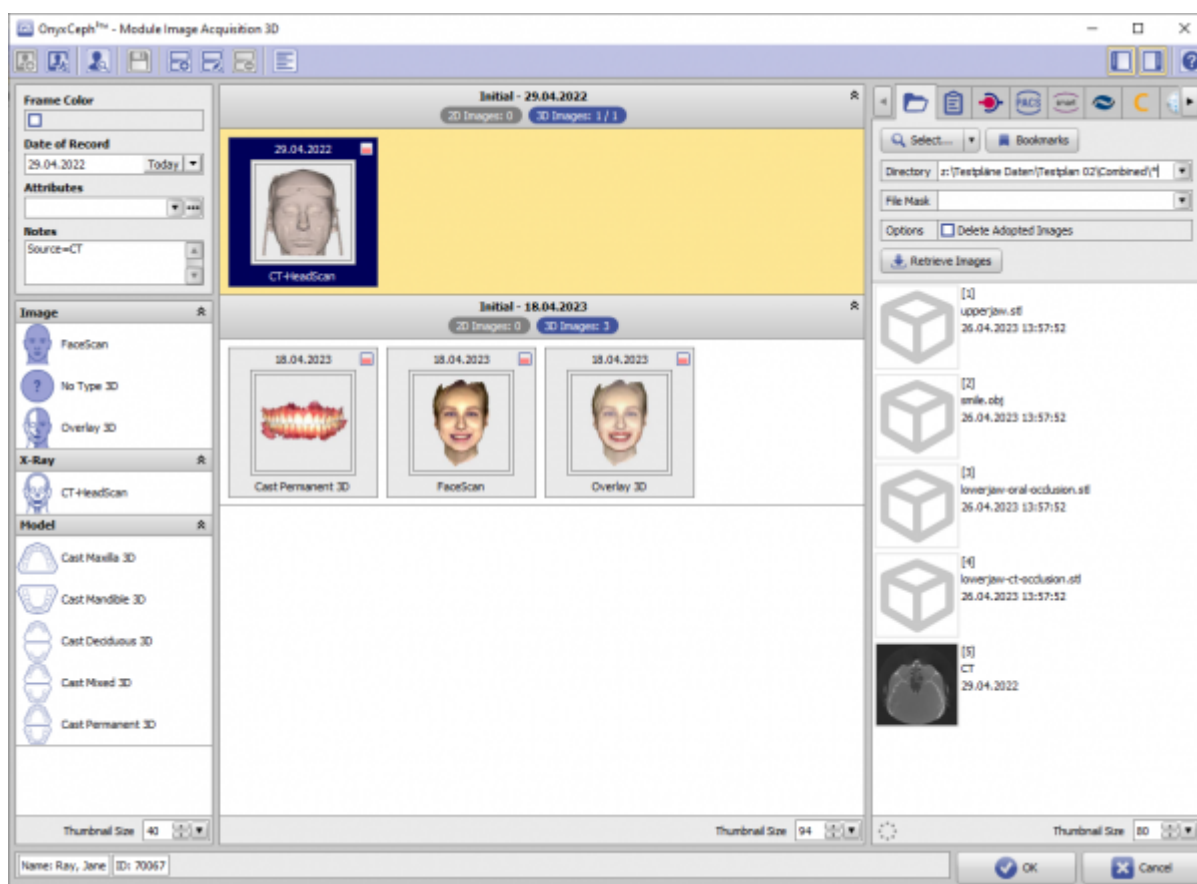 OnyxCeph³™ - Module Image Acquisition 3D
Frame Color
Date of Record
29.04.2022 Today
Attributes
Notes
Source=CT
Image
FaceScan
? No Type 3D
Overlay 3D
X-Ray
CT-HeadScan
Model
Cast Maxilla 3D
Cast Mandible 3D
Cast Deciduous 3D
Cast Mixed 3D
Cast Permanent 3D
Thumbnail Size 40
Initial - 29.04.2022
2D Images: 0 3D Images: 1 / 1
29.04.2022
CT-HeadScan
Initial - 18.04.2023
2D Images: 0 3D Images: 3
18.04.2023 18.04.2023 18.04.2023
Cast Permanent 3D FaceScan Overlay 3D
Thumbnail Size 94
PACS smart C
Select... Bookmarks
Directory z:\Testpläne Daten\Testplan 02\Combined\*
File Mask
Options Delete Adopted Images
Retrieve Images
[1]
upperjaw.stl
26.04.2023 13:57:52
[2]
smile.obj
26.04.2023 13:57:52
[3]
lowerjaw-oral-occlusion.stl
26.04.2023 13:57:52
[4]
lowerjaw-ct-occlusion.stl
26.04.2023 13:57:52
[5]
CT
29.04.2022
Thumbnail Size 80
Name: Ray, Jane ID: 70067
OK Cancel